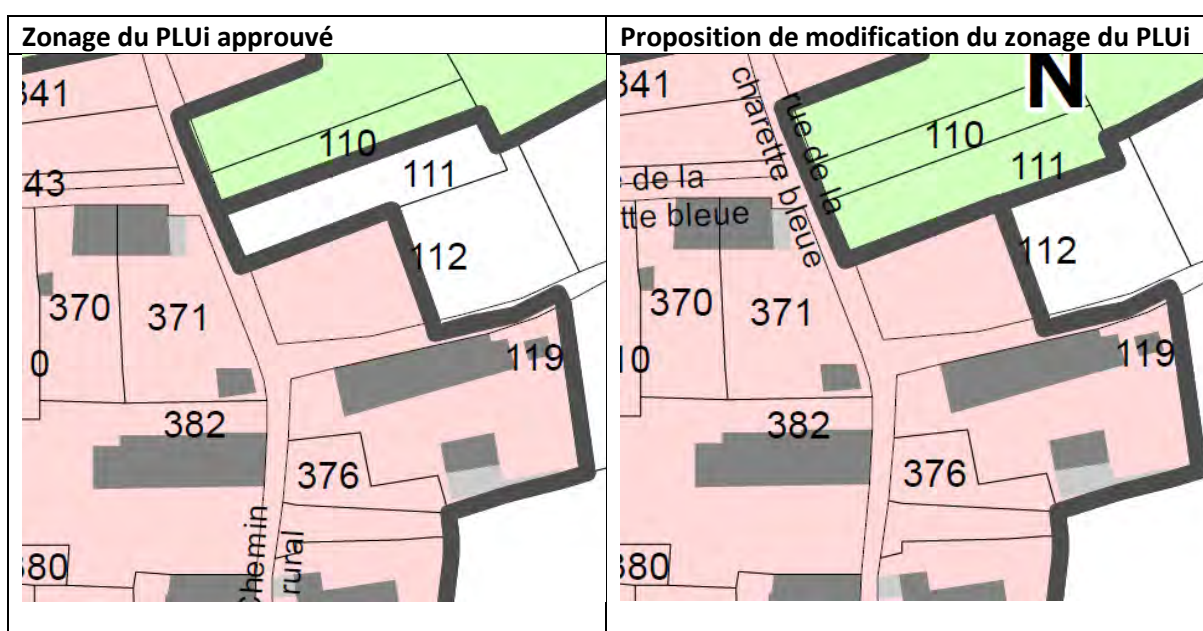 Zonage du PLUi approuvé
341
110
43
111
112
370
371
0
119
382
376
Chemin
rural
380
Proposition de modification du zonage du PLUi
N
341
rue de la
charette bleue
110
111
de la
tte bleue
112
370
371
10
119
382
376
380